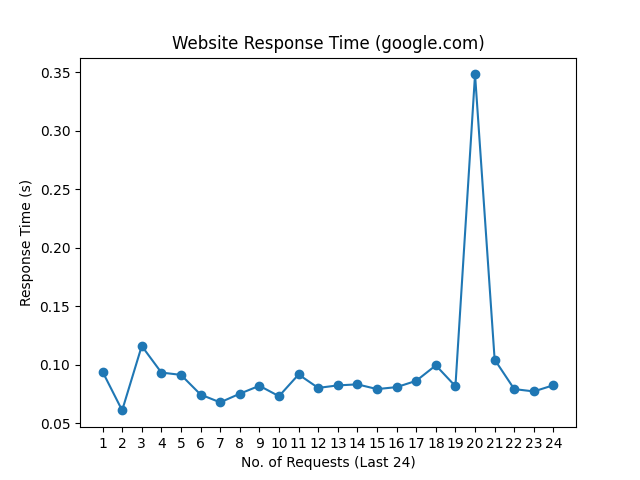 Website Response Time (google.com)
0.35
0.30
0.25
0.20
0.15
0.10
0.05
Response Time (s)
1 2 3 4 5 6 7 8 9 10 11 12 13 14 15 16 17 18 19 20 21 22 23 24
No. of Requests (Last 24)